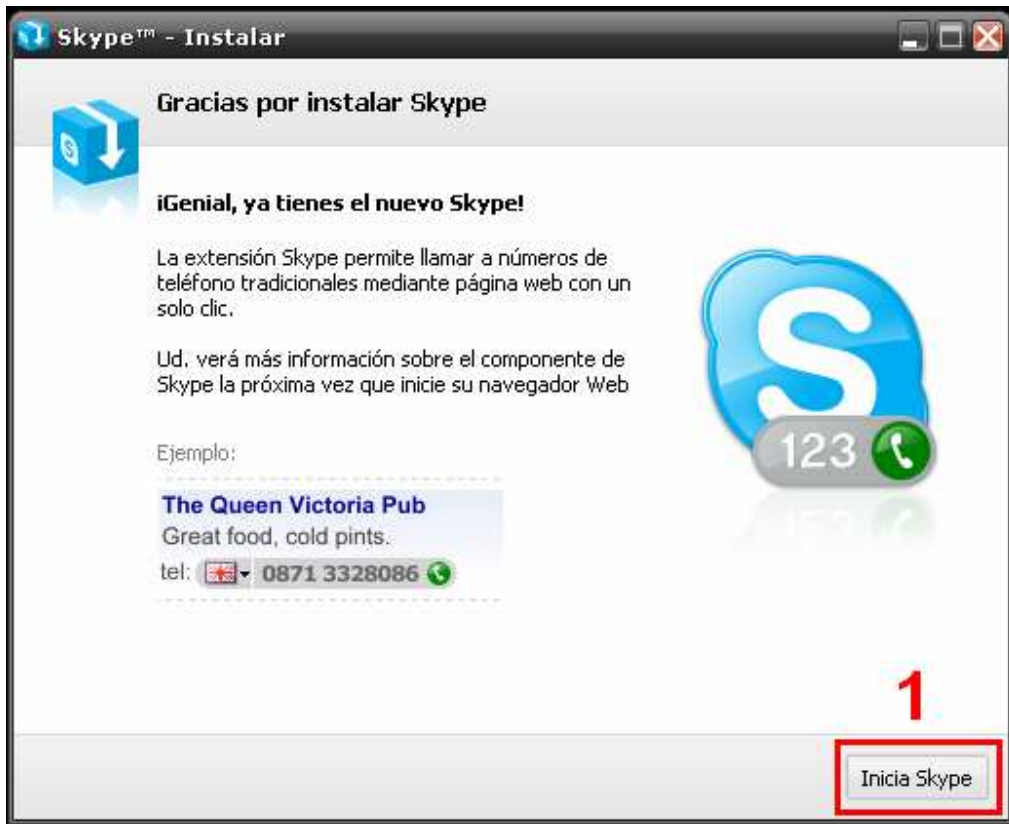 Skype™ - Instalar
Gracias por instalar Skype
¡Genial, ya tienes el nuevo Skype!
La extensión Skype permite llamar a números de
teléfono tradicionales mediante página web con un
solo clic.
Ud. verá más información sobre el componente de
Skype la próxima vez que inicie su navegador Web
Ejemplo:
The Queen Victoria Pub
Great food, cold pints.
tel: 0871 3328086
S
123
1
Inicia Skype